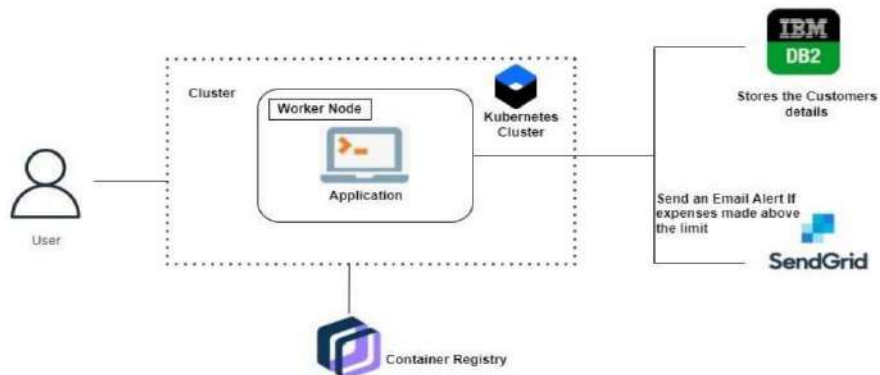 IBM
DB2
Stores the Customers
details
Cluster
Worker Node
Kubernetes
Cluster
Application
User
Send an Email Alert If
expenses made above
the limit
SendGrid
Container Registry